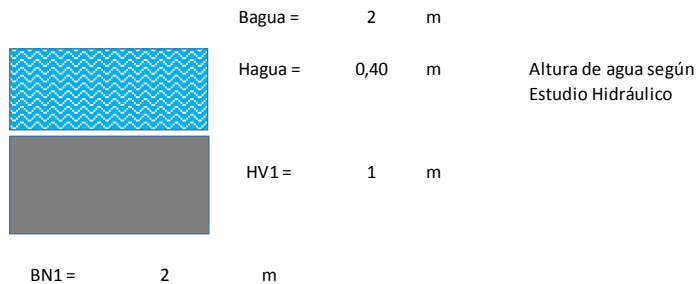 Bagua = 2 m
Hagua = 0,40 m Altura de agua según
Estudio Hidráulico
HV1 = 1 m
BN1 = 2 m